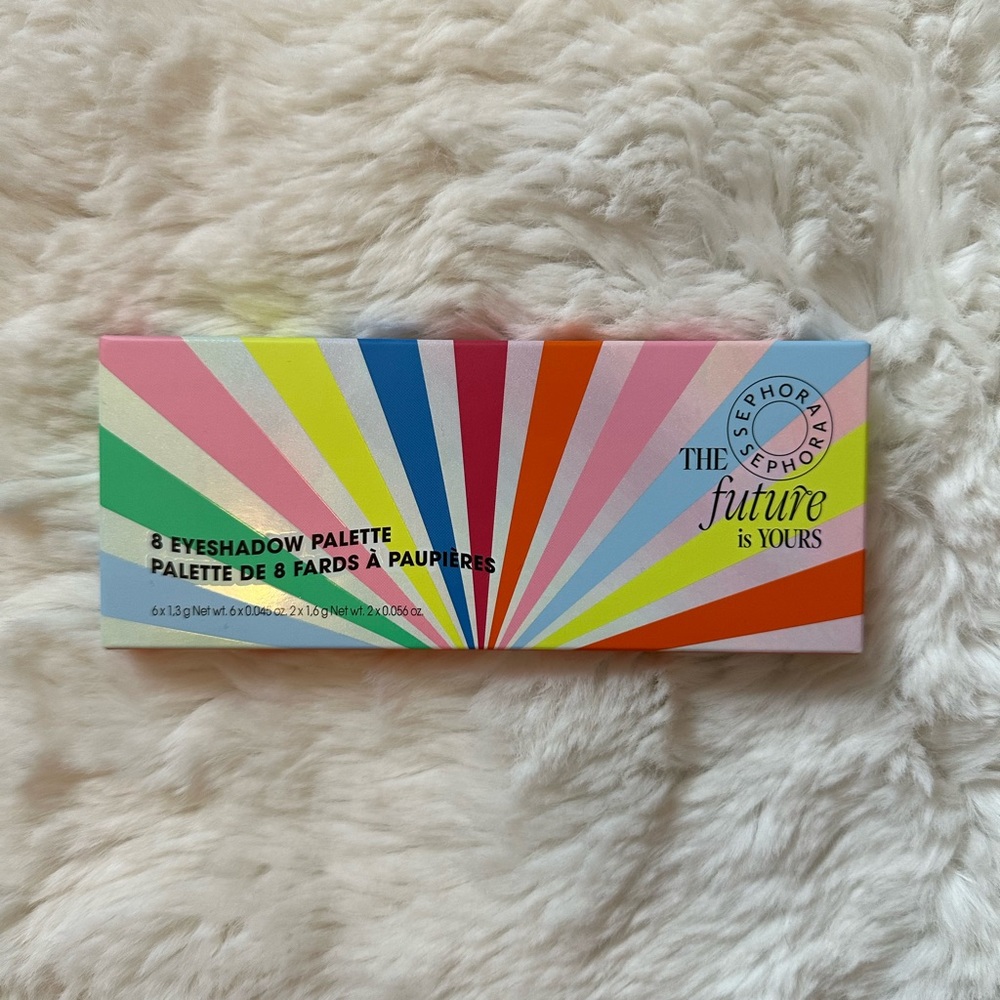 SEPHORA SEPHORA
THE
future
is YOURS
8 EYESHADOW PALETTE
PALETTE DE 8 FARDS À PAUPIÈRES
6 x 1,3 g Net wt. 6 x 0.045 oz. 2 x 1,6 g Net wt. 2 x 0.056 oz.